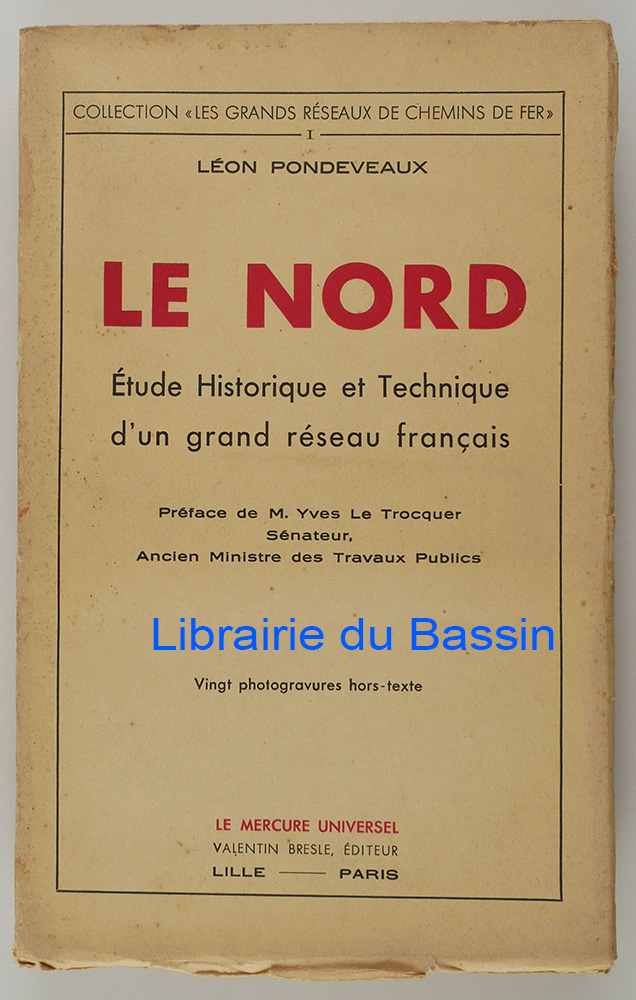 COLLECTION «LES GRANDS RÉSEAUX DE CHEMINS DE FER»
I
LÉON PONDEVEAUX
LE NORD
Étude Historique et Technique
d'un grand réseau français
Préface de M. Yves Le Trocquer
Sénateur,
Ancien Ministre des Travaux Publics
Librairie du Bassin
Vingt photogravures hors-texte
LE MERCURE UNIVERSEL
VALENTIN BRESLE, ÉDITEUR
LILLE — PARIS